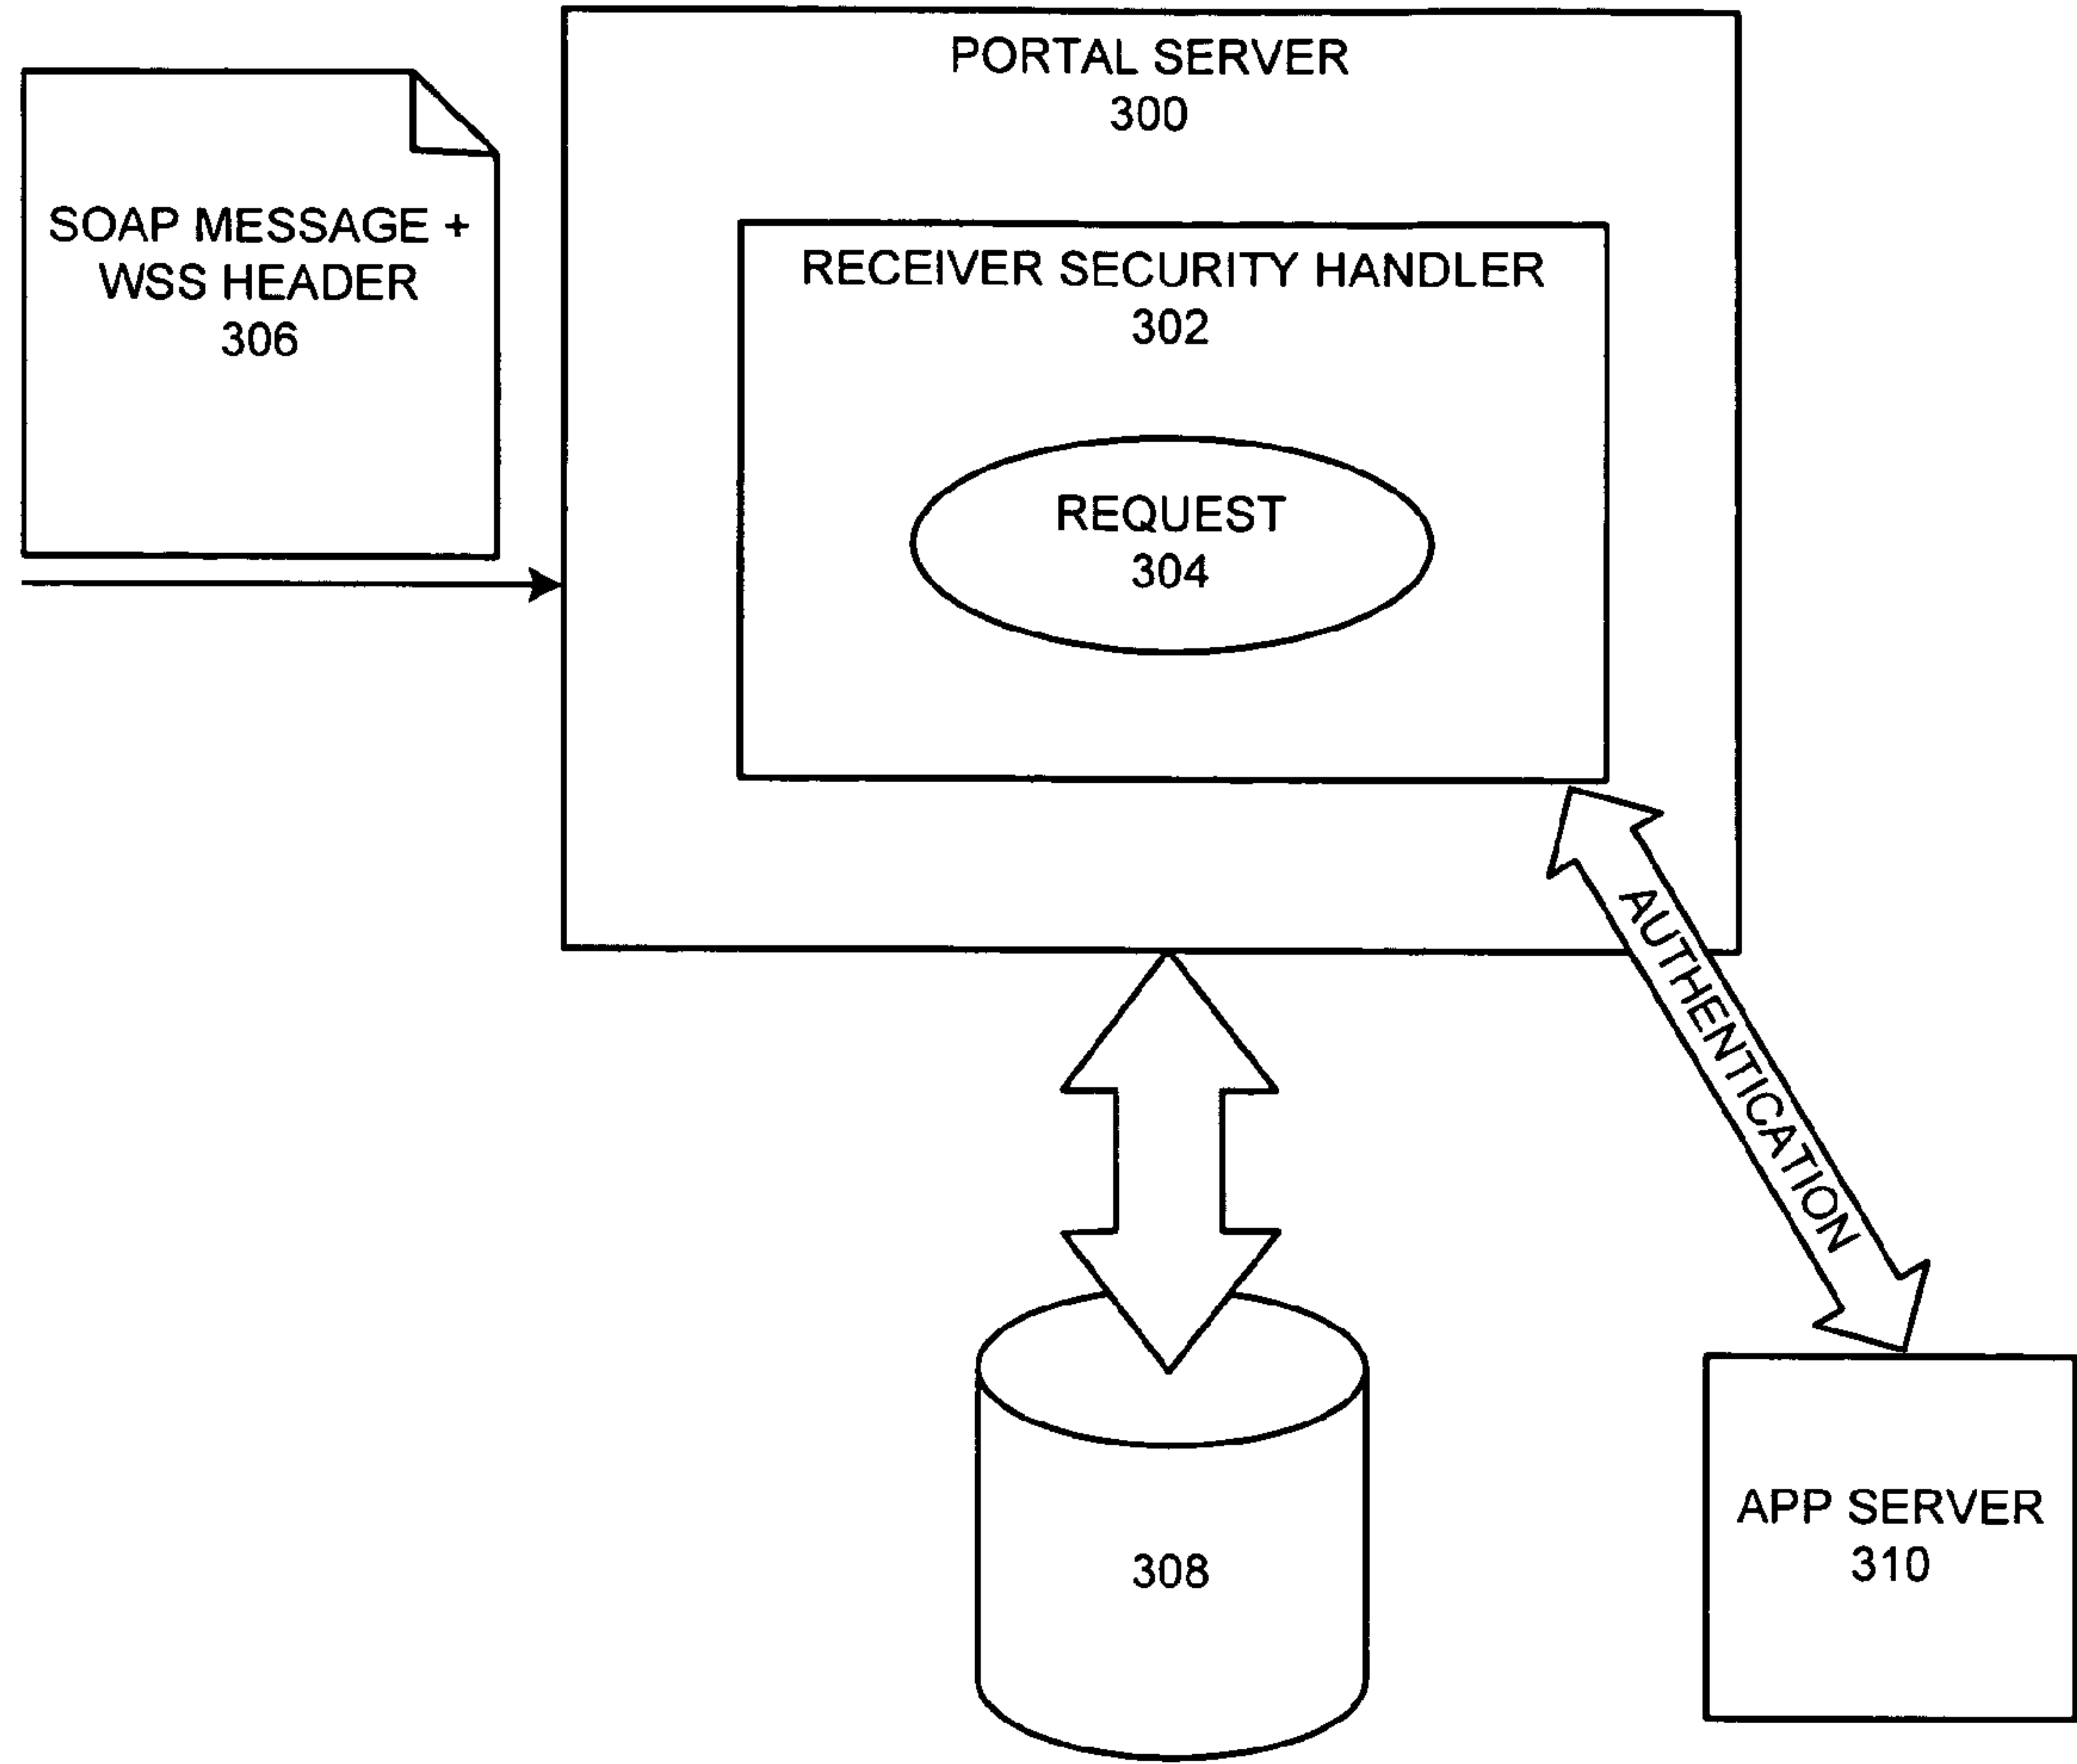 PORTAL SERVER
300
SOAP MESSAGE +
WSS HEADER
306
RECEIVER SECURITY HANDLER
302
REQUEST
304
AUTHENTICATION
308
APP SERVER
310